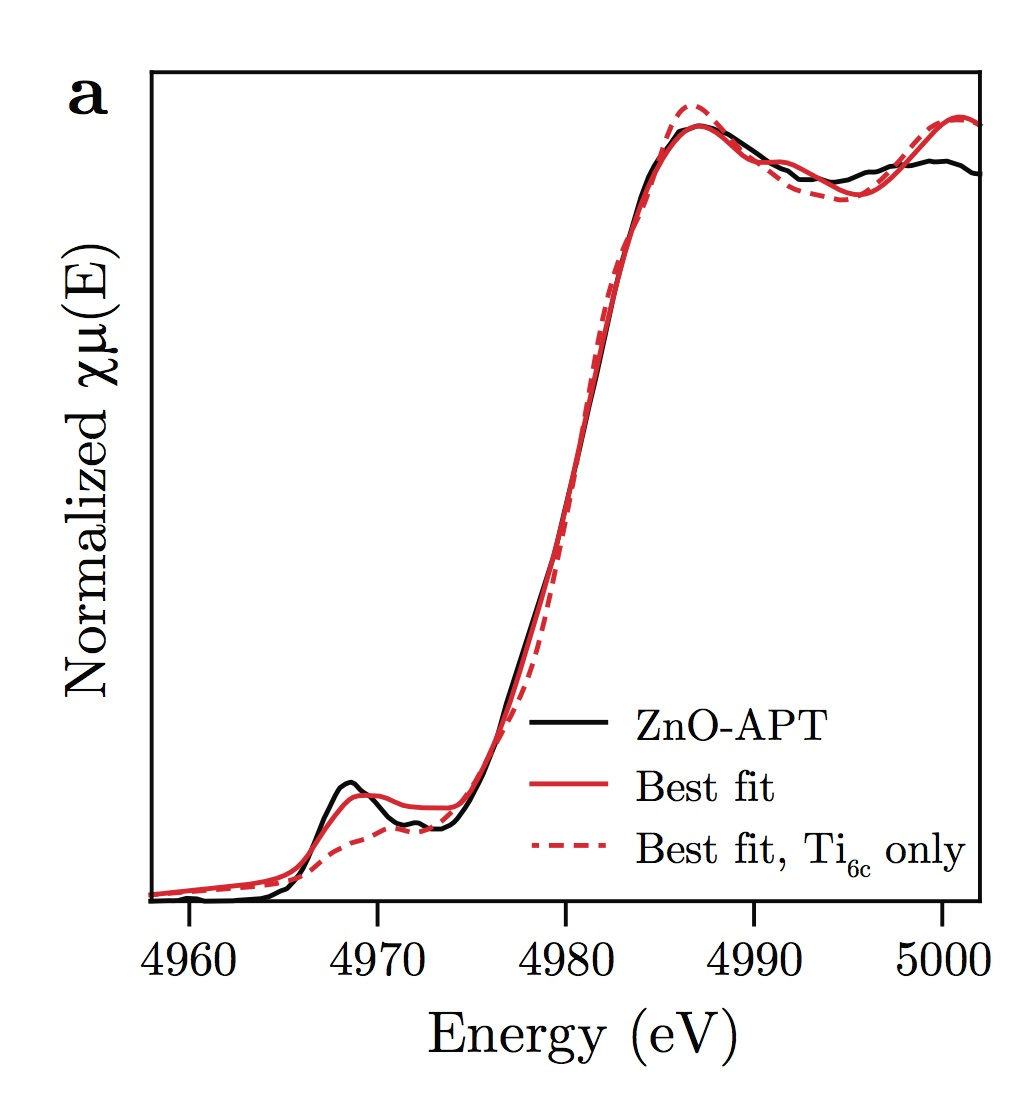 a
Normalized χμ(E)
ZnO-APT
Best fit
Best fit, Ti6c only
4960 4970 4980 4990 5000
Energy (eV)